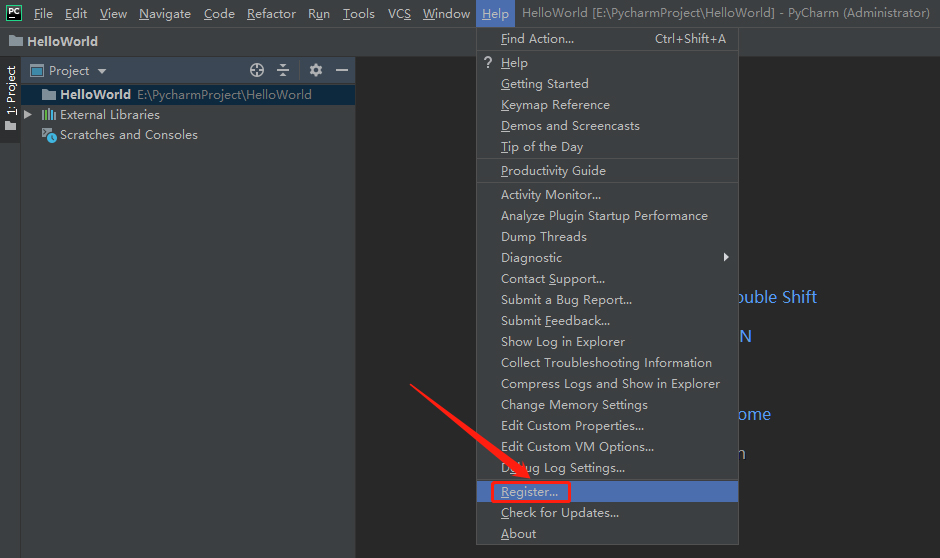 PC File Edit View Navigate Code Refactor Run Tools VCS Window Help HelloWorld [E:\PycharmProject\HelloWorld] - PyCharm (Administrator)
HelloWorld
1: Project
Project
HelloWorld E:\PycharmProject\HelloWorld
External Libraries
Scratches and Consoles
Find Action... Ctrl+Shift+A
? Help
Getting Started
Keymap Reference
Demos and Screencasts
Tip of the Day
Productivity Guide
Activity Monitor...
Analyze Plugin Startup Performance
Dump Threads
Diagnostic
Contact Support...
Submit a Bug Report...
Submit Feedback...
Show Log in Explorer
Collect Troubleshooting Information
Compress Logs and Show in Explorer
Change Memory Settings
Edit Custom Properties...
Edit Custom VM Options...
Debug Log Settings...
Register...
Check for Updates...
About
ouble Shift
N
ome
n